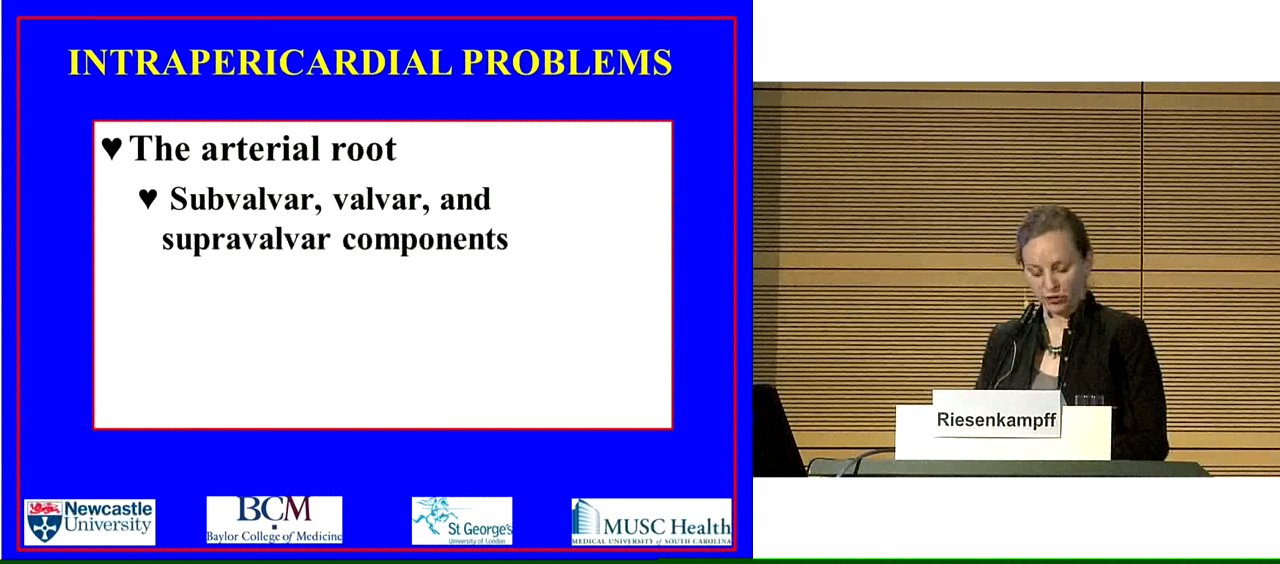 INTRAPERICARDIAL PROBLEMS
♥ The arterial root
♥ Subvalvar, valvar, and
supravalvar components
Newcastle
University
BCM
Baylor College of Medicine
St George's
University of London
MUSC Health
MEDICAL UNIVERSITY of SOUTH CAROLINA
Riesenkampff